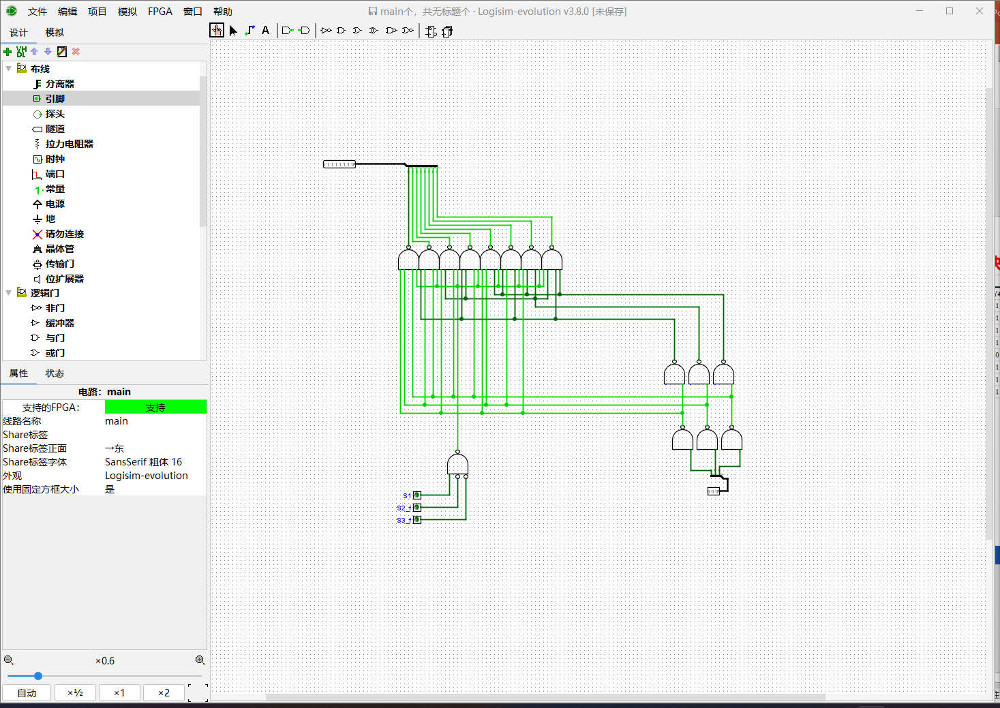 文件 编辑 项目 模拟 FPGA 窗口 帮助
main个，共无标题个 · Logisim-evolution v3.8.0 [未保存]
设计 模拟
A
布线
分离器
引脚
探头
隧道
拉力电阻器
时钟
端口
常量
电源
地
请勿连接
晶体管
传输门
位扩展器
逻辑门
非门
缓冲器
与门
或门
属性 状态
电路：main
支持的FPGA： 支持
线路名称 main
Share标签
Share标签正面 →东
Share标签字体 SansSerif 粗体 16
外观 Logisim-evolution
使用固定方框大小 是
×0.6
自动 ×½ ×1 ×2
S1
S2_f
S3_f